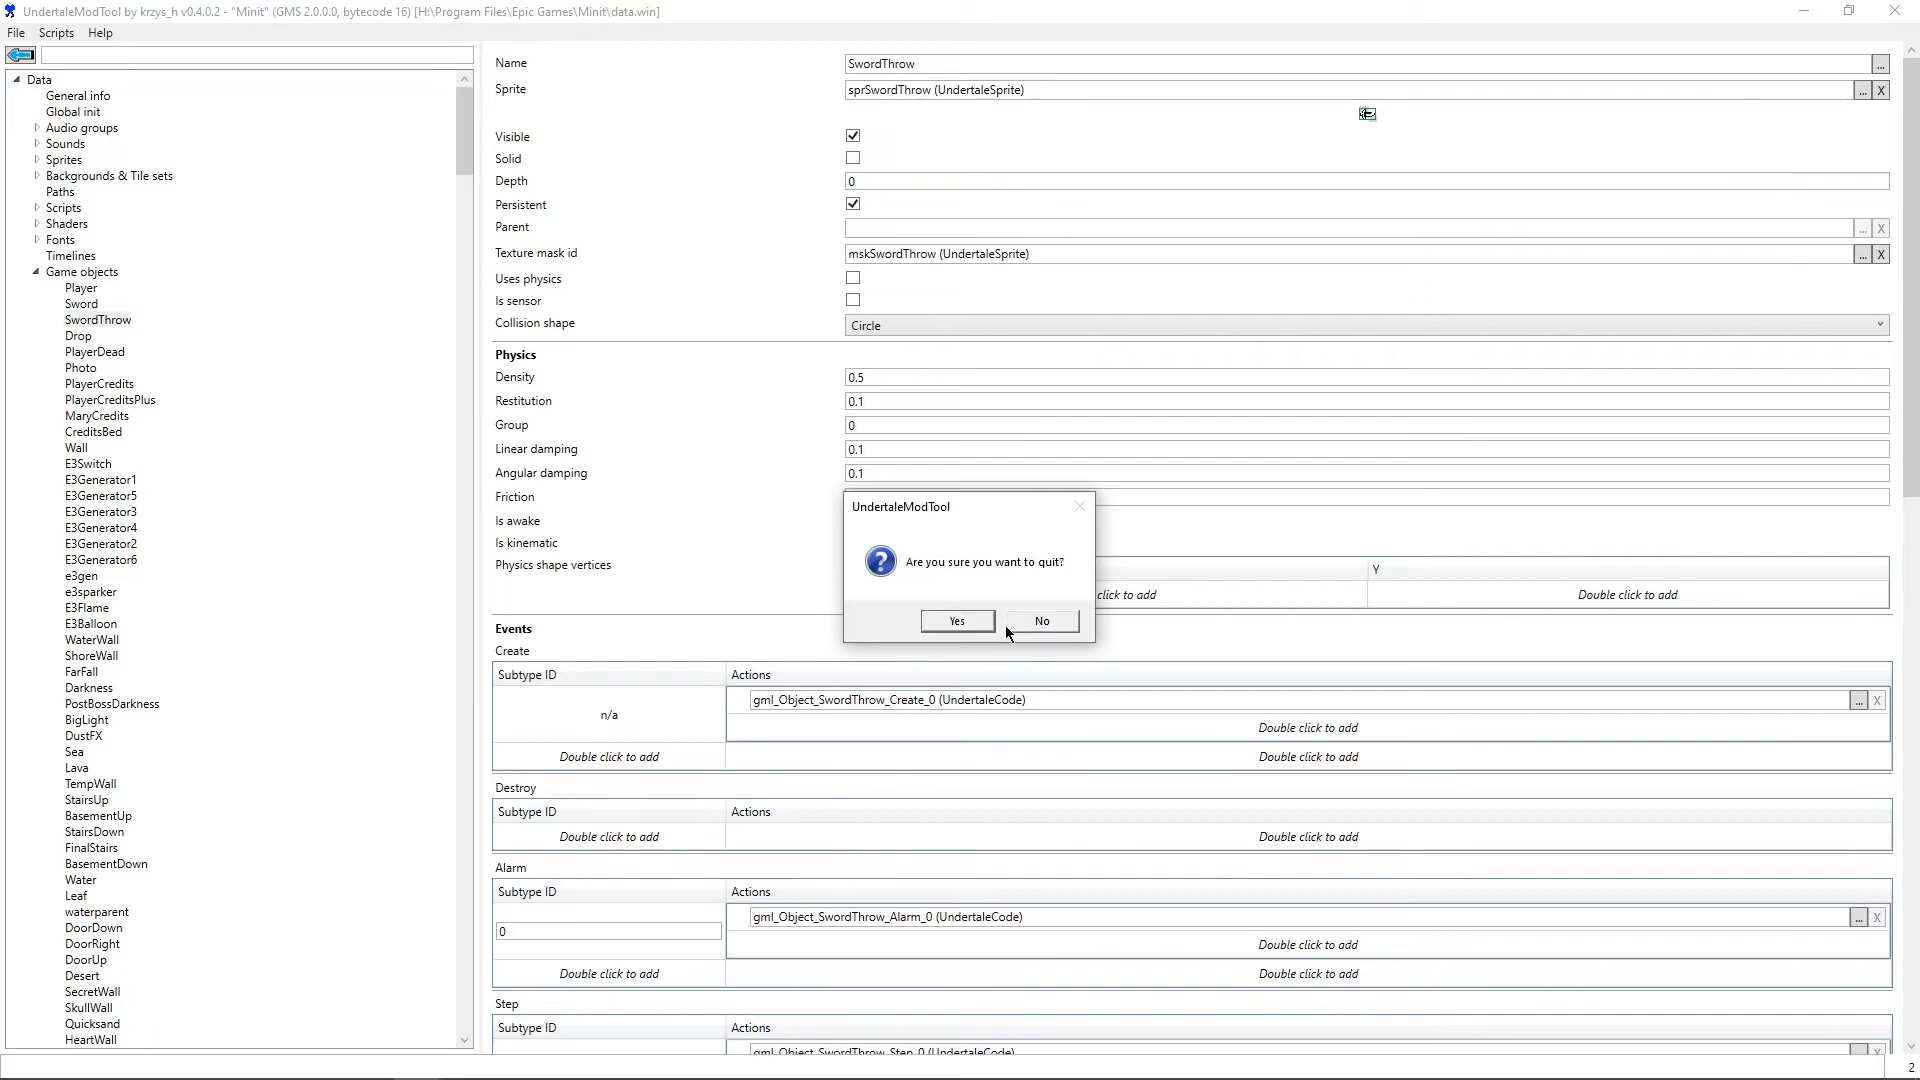 UndertaleModTool by krzys_h v0.4.0.2 - "Minit" (GMS 2.0.0.0, bytecode 16) [H:\Program Files\Epic Games\Minit\data.win]
File Scripts Help
Data
General info
Global init
Audio groups
Sounds
Sprites
Backgrounds & Tile sets
Paths
Scripts
Shaders
Fonts
Timelines
Game objects
Player
Sword
SwordThrow
Drop
PlayerDead
Photo
PlayerCredits
PlayerCreditsPlus
MaryCredits
CreditsBed
Wall
E3Switch
E3Generator1
E3Generator5
E3Generator3
E3Generator4
E3Generator2
E3Generator6
e3gen
e3sparker
E3Flame
E3Balloon
WaterWall
ShoreWall
FarFall
Darkness
PostBossDarkness
BigLight
DustFX
Sea
Lava
TempWall
StairsUp
BasementUp
StairsDown
FinalStairs
BasementDown
Water
Leaf
waterparent
DoorDown
DoorRight
DoorUp
Desert
SecretWall
SkullWall
Quicksand
HeartWall
Name SwordThrow ...
Sprite sprSwordThrow (UndertaleSprite) ... X
Visible
Solid
Depth 0
Persistent
Parent ... X
Texture mask id mskSwordThrow (UndertaleSprite) ... X
Uses physics
Is sensor
Collision shape Circle
Physics
Density 0.5
Restitution 0.1
Group 0
Linear damping 0.1
Angular damping 0.1
Friction
Is awake
Is kinematic
Physics shape vertices Y
click to add Double click to add
UndertaleModTool
Are you sure you want to quit?
Yes No
Events
Create
Subtype ID Actions
n/a gml_Object_SwordThrow_Create_0 (UndertaleCode) ... X
Double click to add
Double click to add Double click to add
Destroy
Subtype ID Actions
Double click to add Double click to add
Alarm
Subtype ID Actions
0 gml_Object_SwordThrow_Alarm_0 (UndertaleCode) ... X
Double click to add
Double click to add Double click to add
Step
Subtype ID Actions
gml_Object_SwordThrow_Step_0 (UndertaleCode) ... X
2